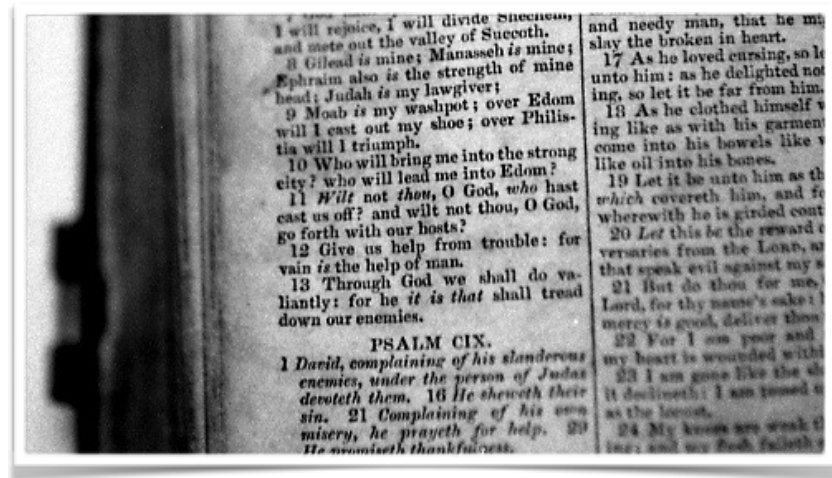 I will rejoice, I will divide Shechem,
and mete out the valley of Succoth.
8 Gilead is mine; Manasseh is mine;
Ephraim also is the strength of mine
head; Judah is my lawgiver;
9 Moab is my washpot; over Edom
will I cast out my shoe; over Philis-
tia will I triumph.
10 Who will bring me into the strong
city? who will lead me into Edom?
11 Wilt not thou, O God, who hast
cast us off? and wilt not thou, O God,
go forth with our hosts?
12 Give us help from trouble: for
vain is the help of man.
13 Through God we shall do va-
liantly: for he it is that shall tread
down our enemies.
PSALM CIX.
1 David, complaining of his slanderous
enemies, under the person of Judas
devoteth them. 16 He sheweth their
sin. 21 Complaining of his own
misery, he prayeth for help. 29
He promiseth thankfulness.
and needy man, that he
slay the broken in heart.
17 As he loved cursing, so
unto him: as he delighted not
ing, so let it be far from him.
18 As he clothed himself
ing like as with his garment
come into his bowels like
like oil into his bones.
19 Let it be unto him as
which covereth him, and
wherewith he is girded
20 Let this be the reward
versaries from the LORD,
that speak evil against my
21 But do thou for me,
Lord, for thy name's sake:
mercy is good, deliver thou
22 For I am poor and
my heart is wounded
23 I am gone like the
it declineth: I am tossed
as the locust.
24 My knees are weak
ing; and my flesh faileth